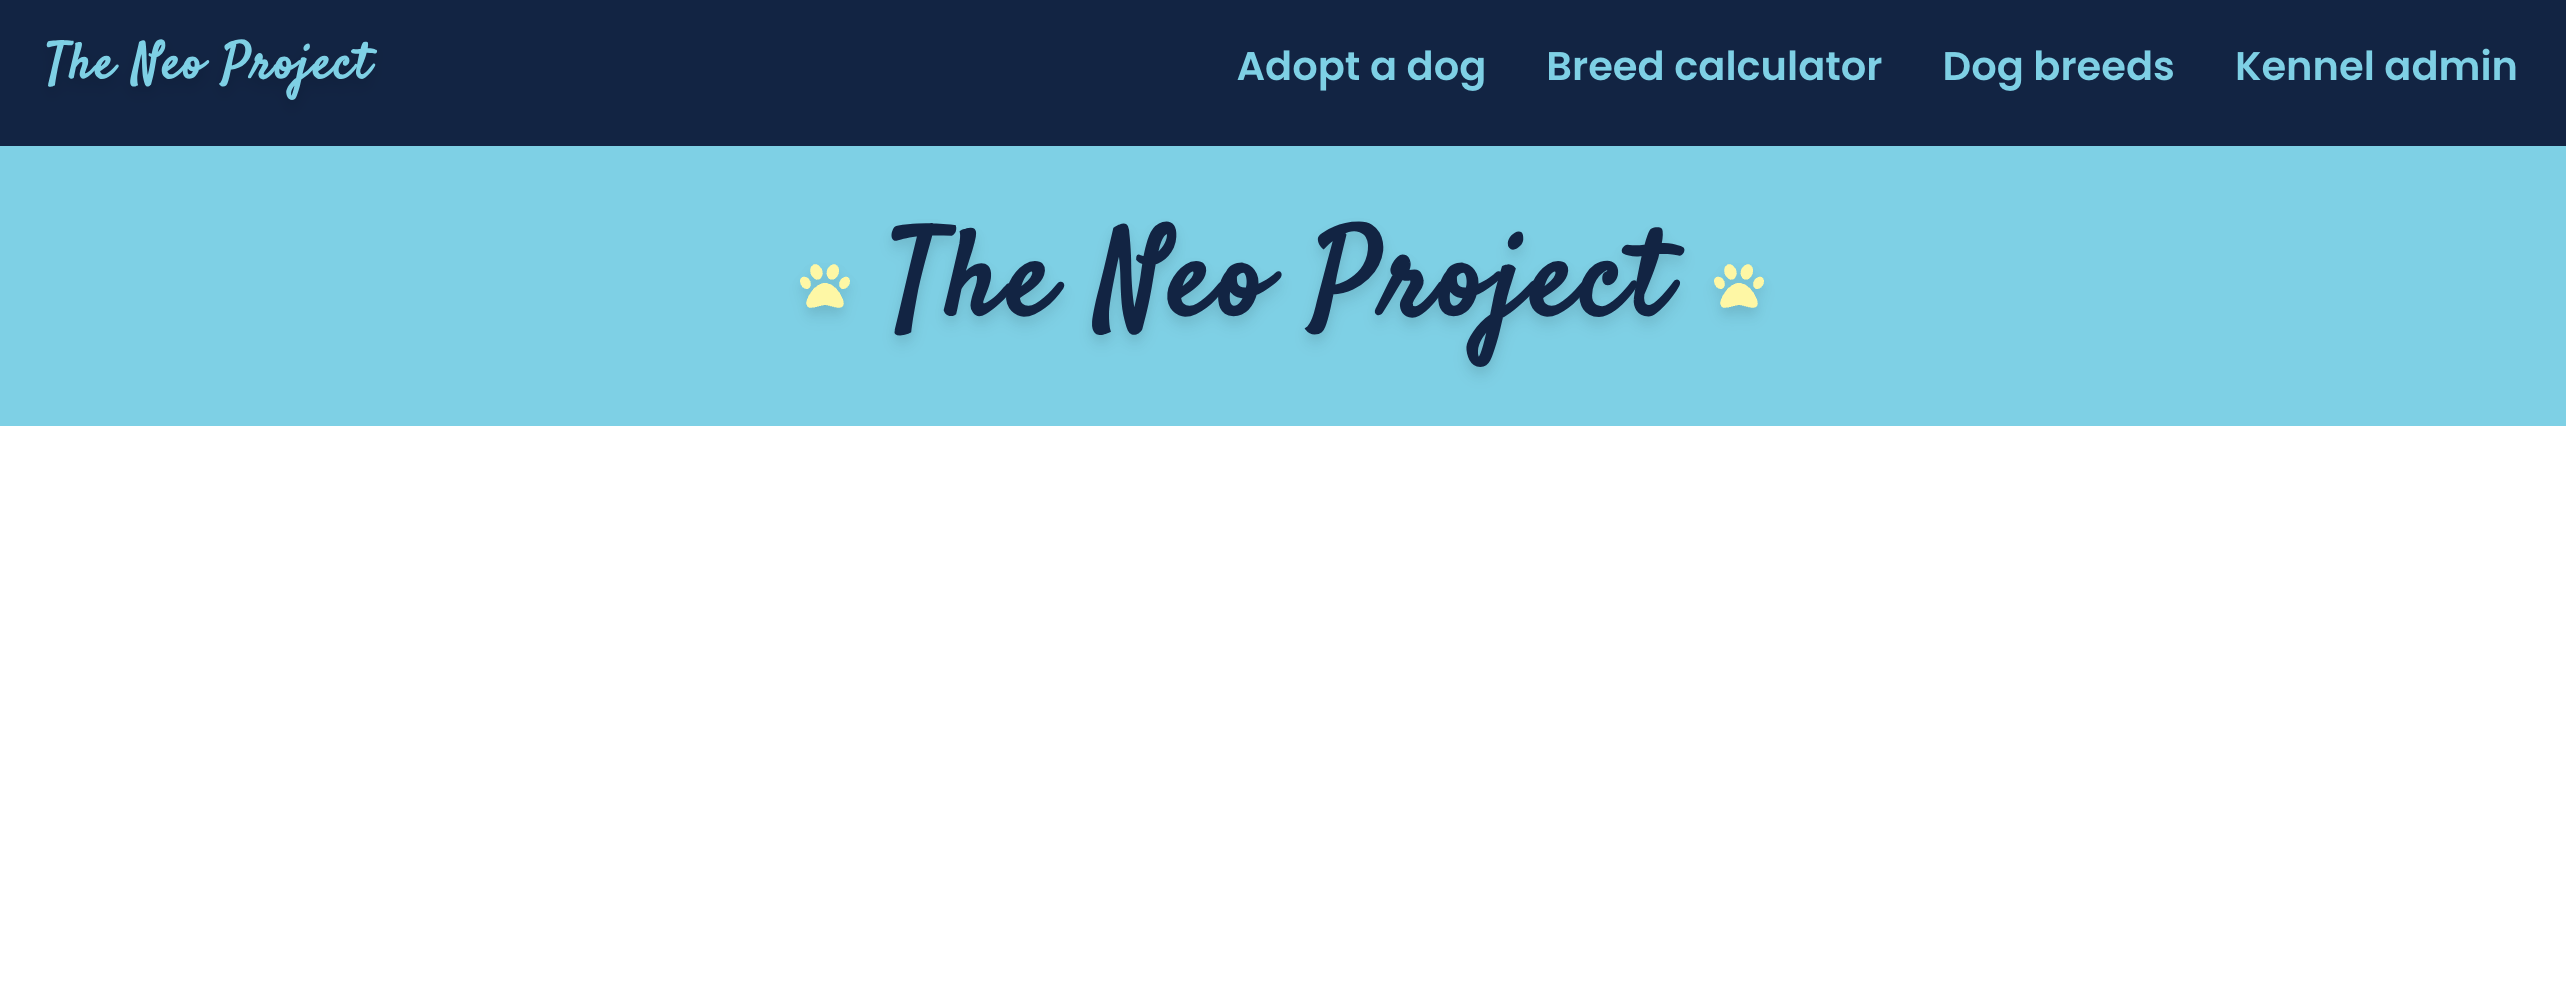 The Neo Project
Adopt a dog
Breed calculator
Dog breeds
Kennel admin
The Neo Project